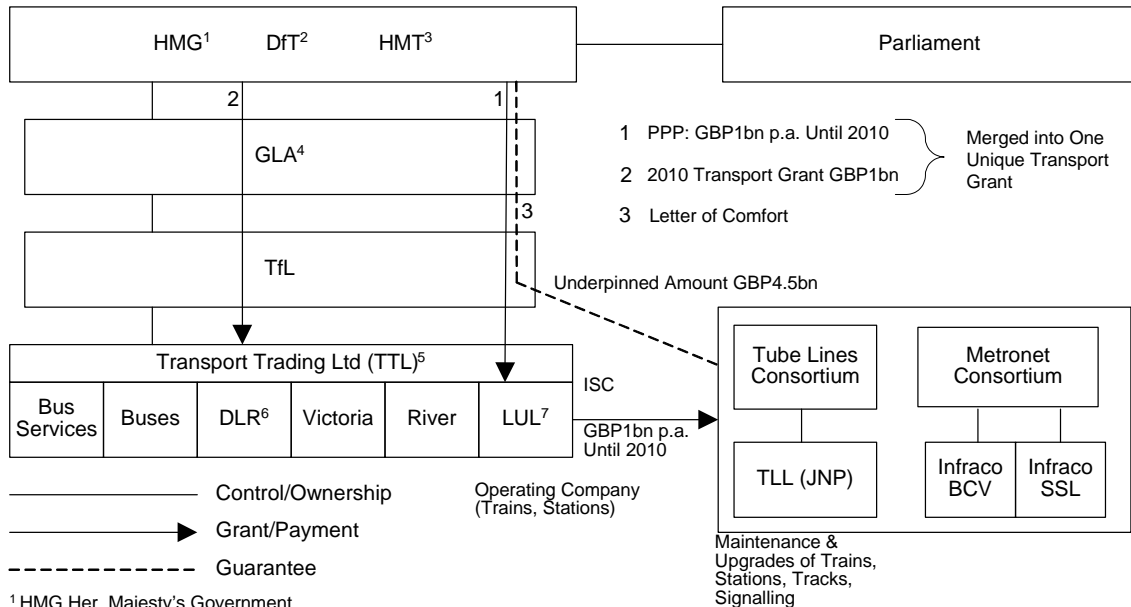 HMG¹ DfT² HMT³
Parliament
2
1
GLA⁴
1 PPP: GBP1bn p.a. Until 2010
2 2010 Transport Grant GBP1bn
Merged into One
Unique Transport
Grant
3 Letter of Comfort
3
TfL
Underpinned Amount GBP4.5bn
Transport Trading Ltd (TTL)⁵
Bus
Services
Buses
DLR⁶
Victoria
River
LUL⁷
ISC
GBP1bn p.a.
Until 2010
Tube Lines
Consortium
Metronet
Consortium
TLL (JNP)
Infraco
BCV
Infraco
SSL
Control/Ownership
Grant/Payment
Guarantee
Operating Company
(Trains, Stations)
Maintenance &
Upgrades of Trains,
Stations, Tracks,
Signalling
¹ HMG Her Majesty's Government